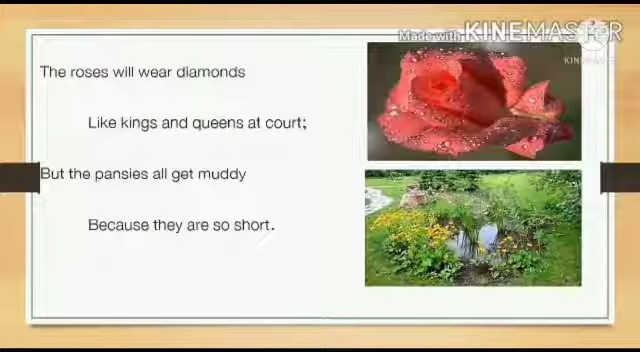 Made with KINEMASTER
KINEM
The roses will wear diamonds
Like kings and queens at court;
But the pansies all get muddy
Because they are so short.